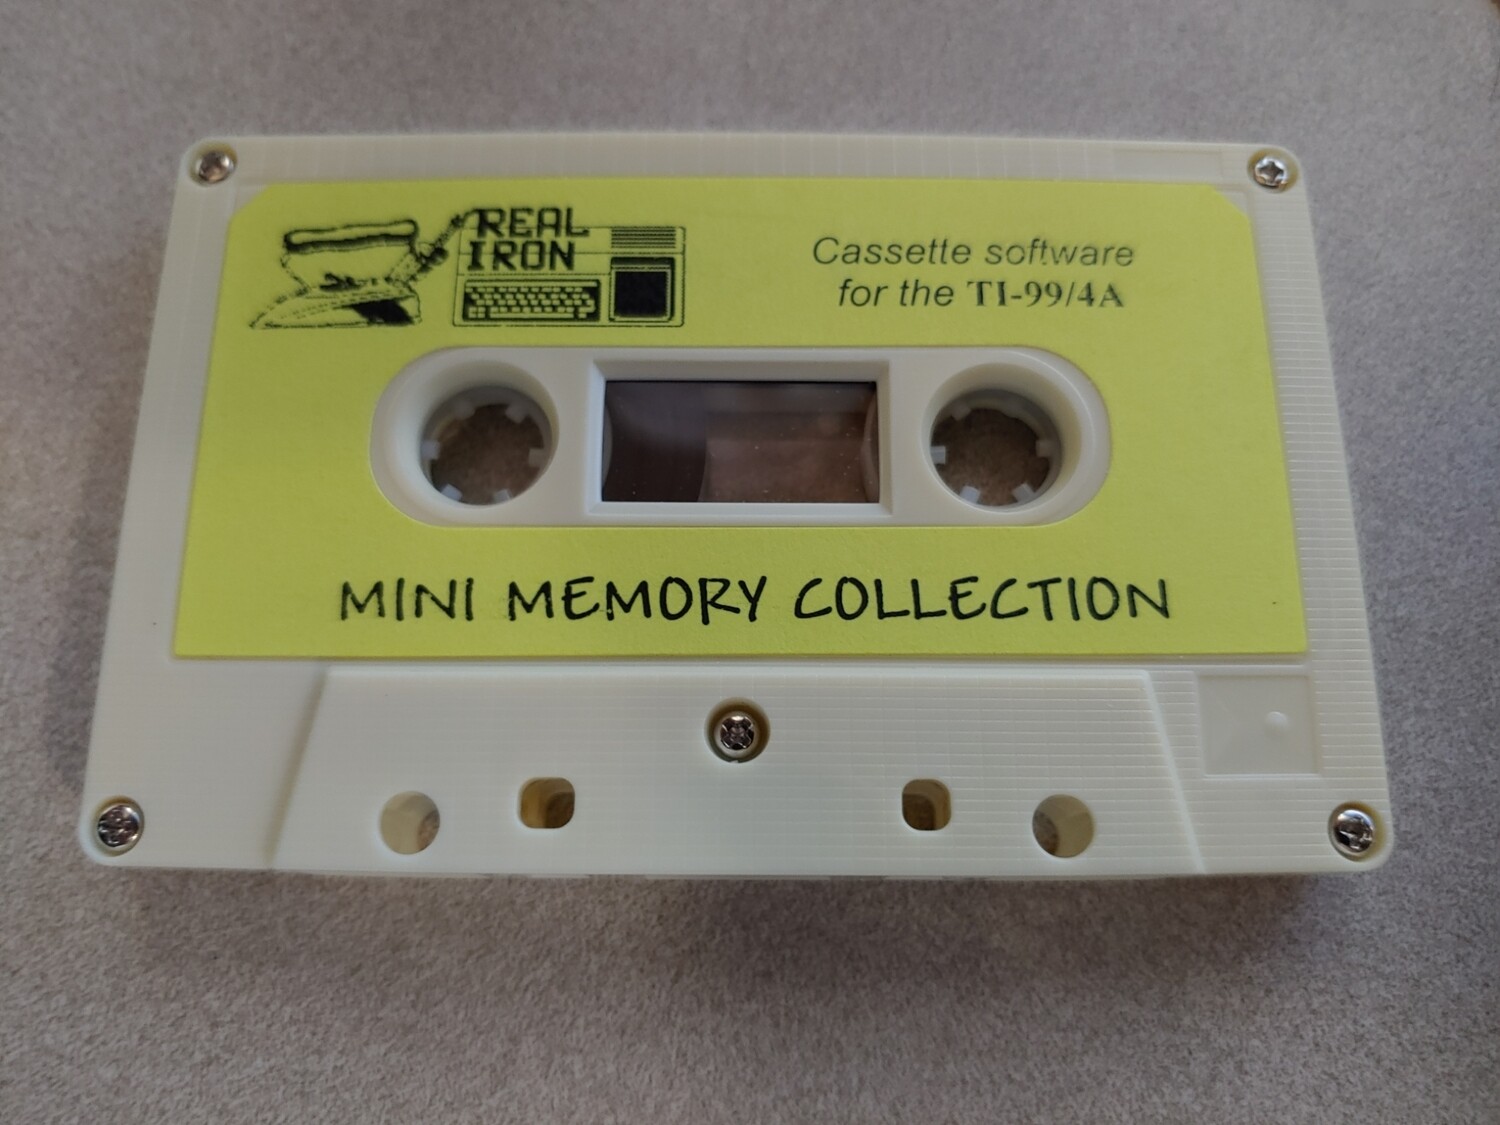 REAL
IRON
Cassette software
for the TI-99/4A
MINI MEMORY COLLECTION